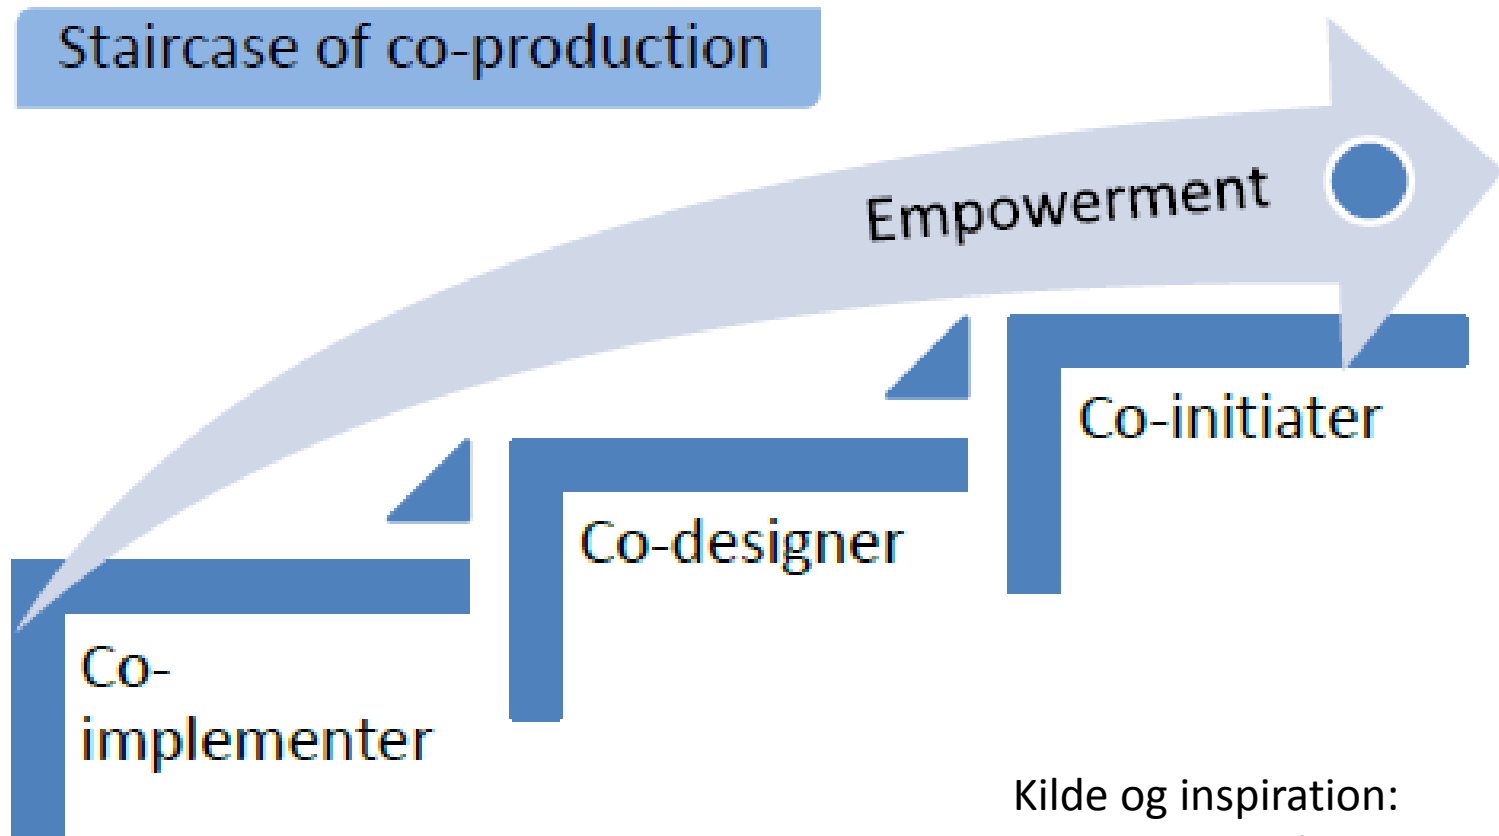 Staircase of co-production
Empowerment
Co-initiater
Co-designer
Co-
implementer
Kilde og inspiration: